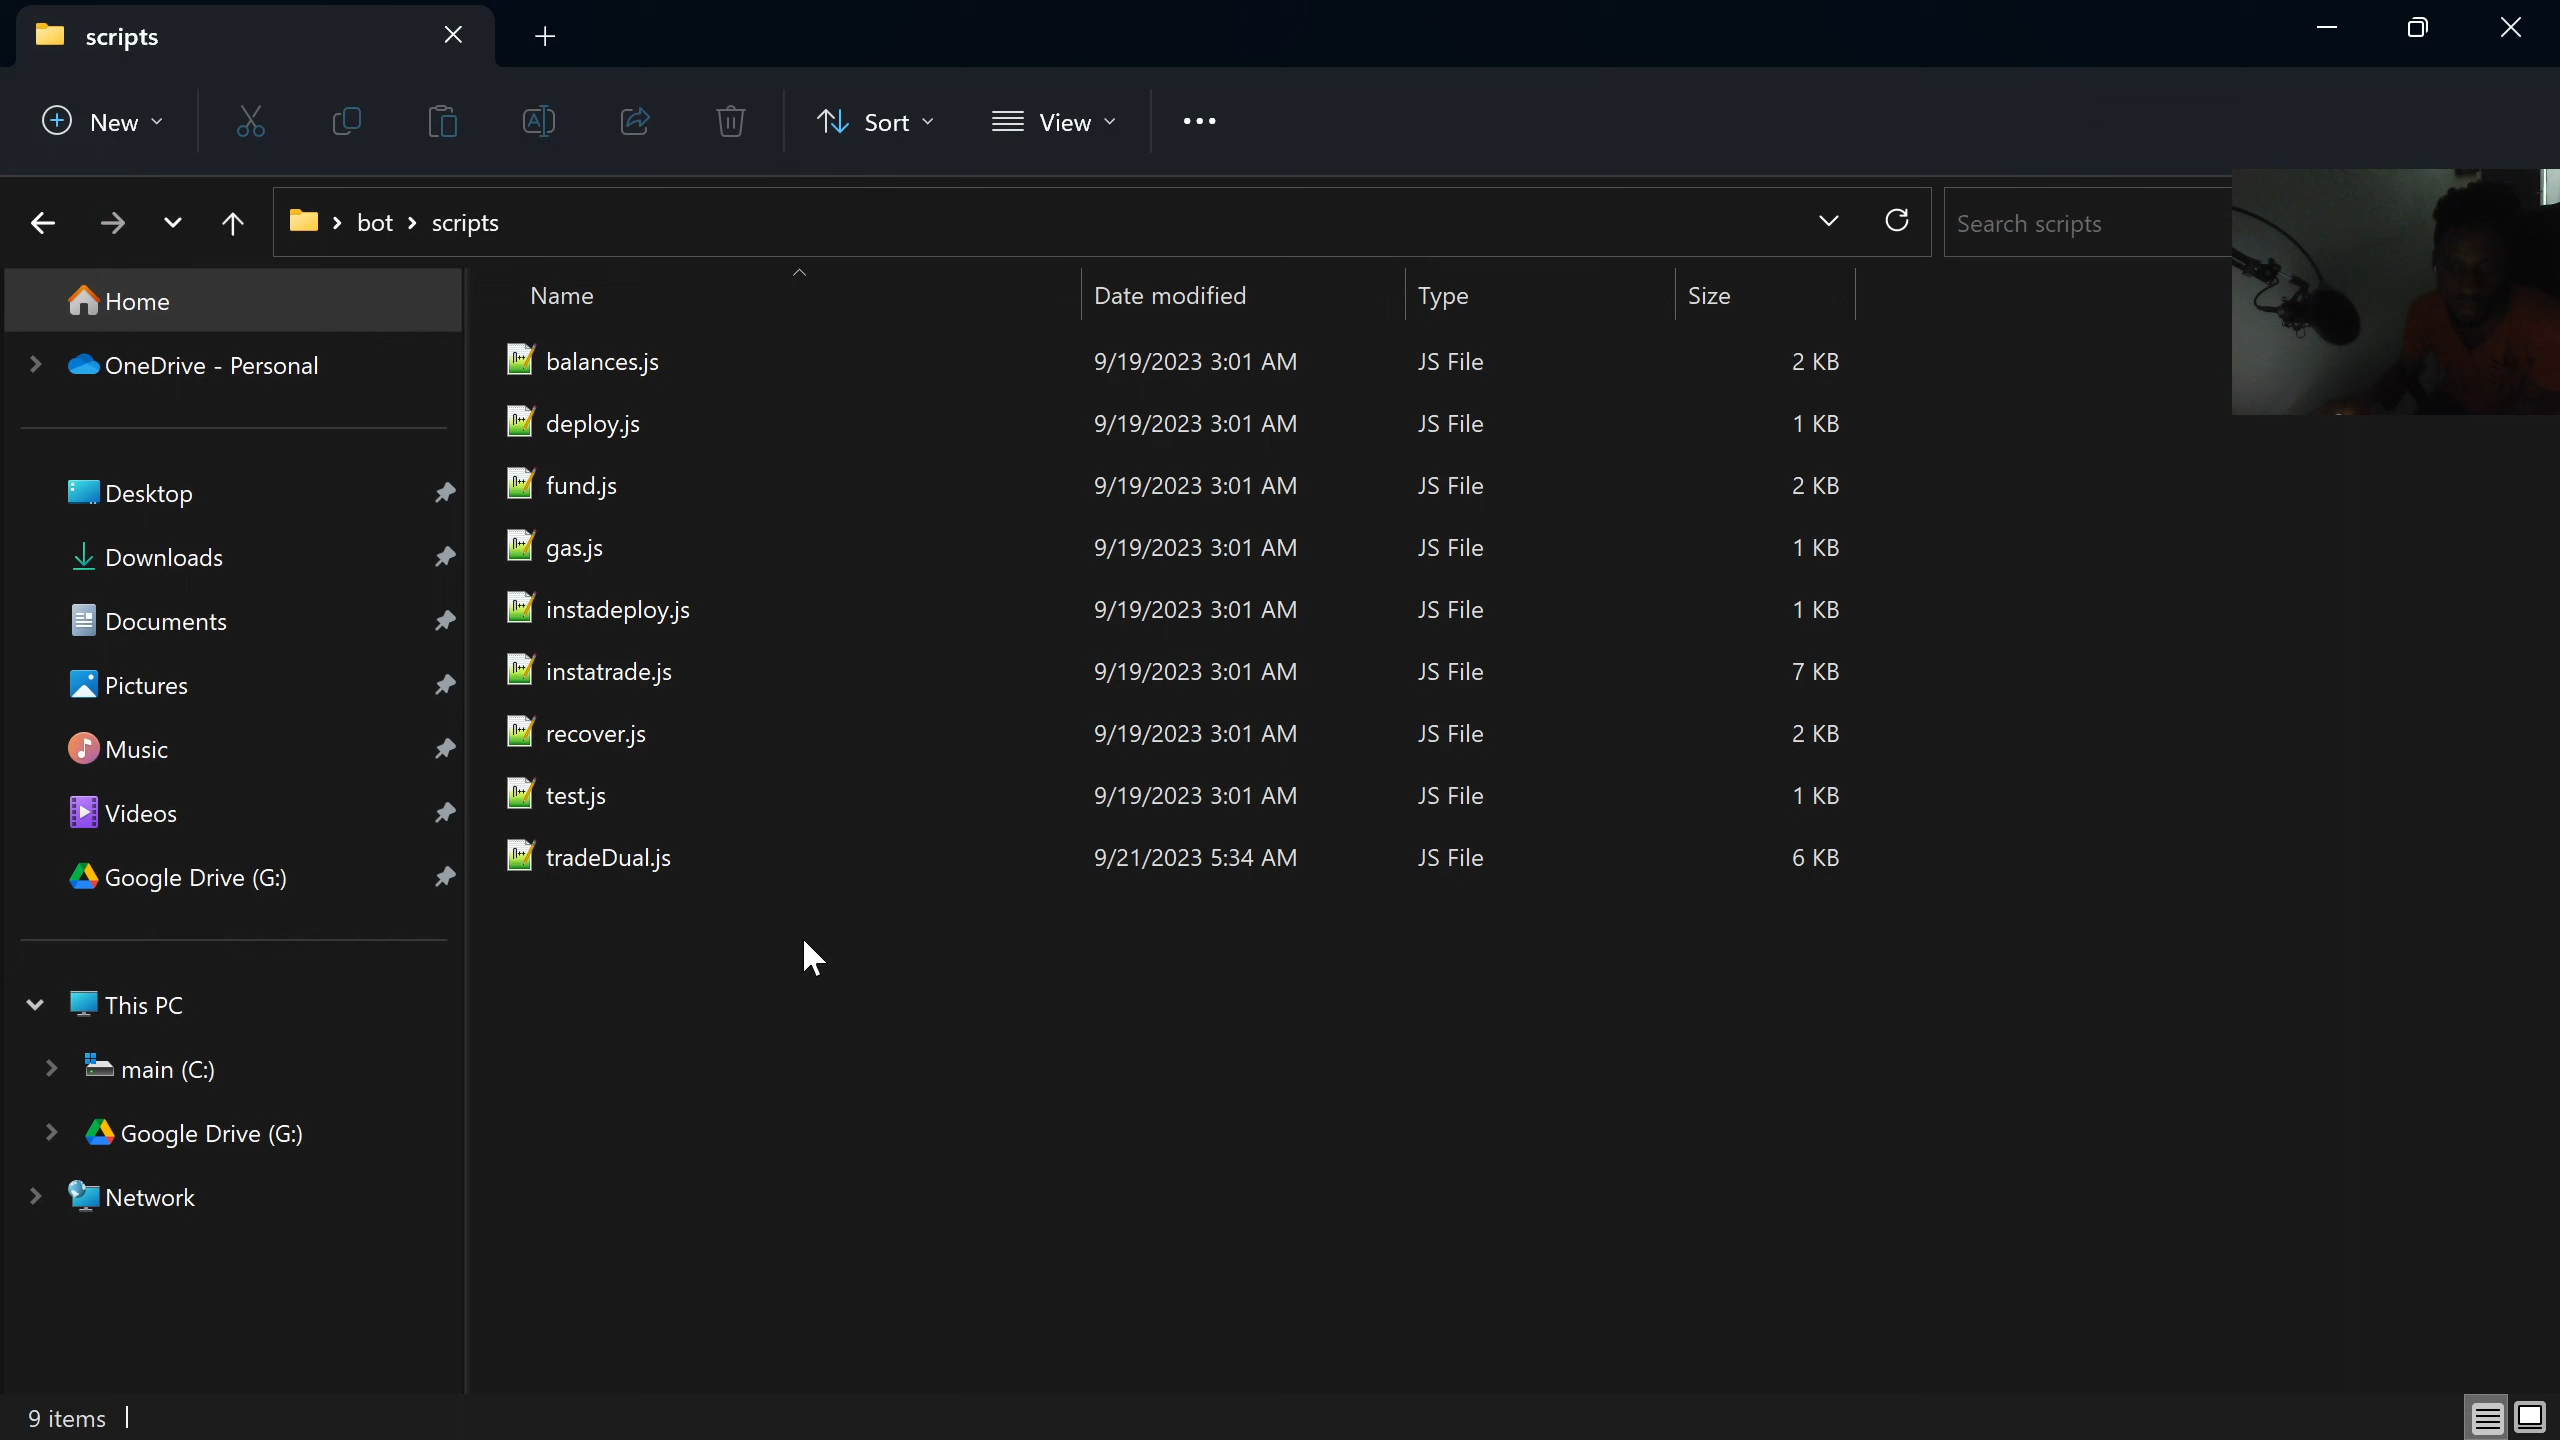 scripts
New
Sort
View
bot
scripts
Search scripts
Home
OneDrive - Personal
Desktop
Downloads
Documents
Pictures
Music
Videos
Google Drive (G:)
This PC
main (C:)
Google Drive (G:)
Network
Name Date modified Type Size
balances.js 9/19/2023 3:01 AM JS File 2 KB
deploy.js 9/19/2023 3:01 AM JS File 1 KB
fund.js 9/19/2023 3:01 AM JS File 2 KB
gas.js 9/19/2023 3:01 AM JS File 1 KB
instadeploy.js 9/19/2023 3:01 AM JS File 1 KB
instatrade.js 9/19/2023 3:01 AM JS File 7 KB
recover.js 9/19/2023 3:01 AM JS File 2 KB
test.js 9/19/2023 3:01 AM JS File 1 KB
tradeDual.js 9/21/2023 5:34 AM JS File 6 KB
9 items